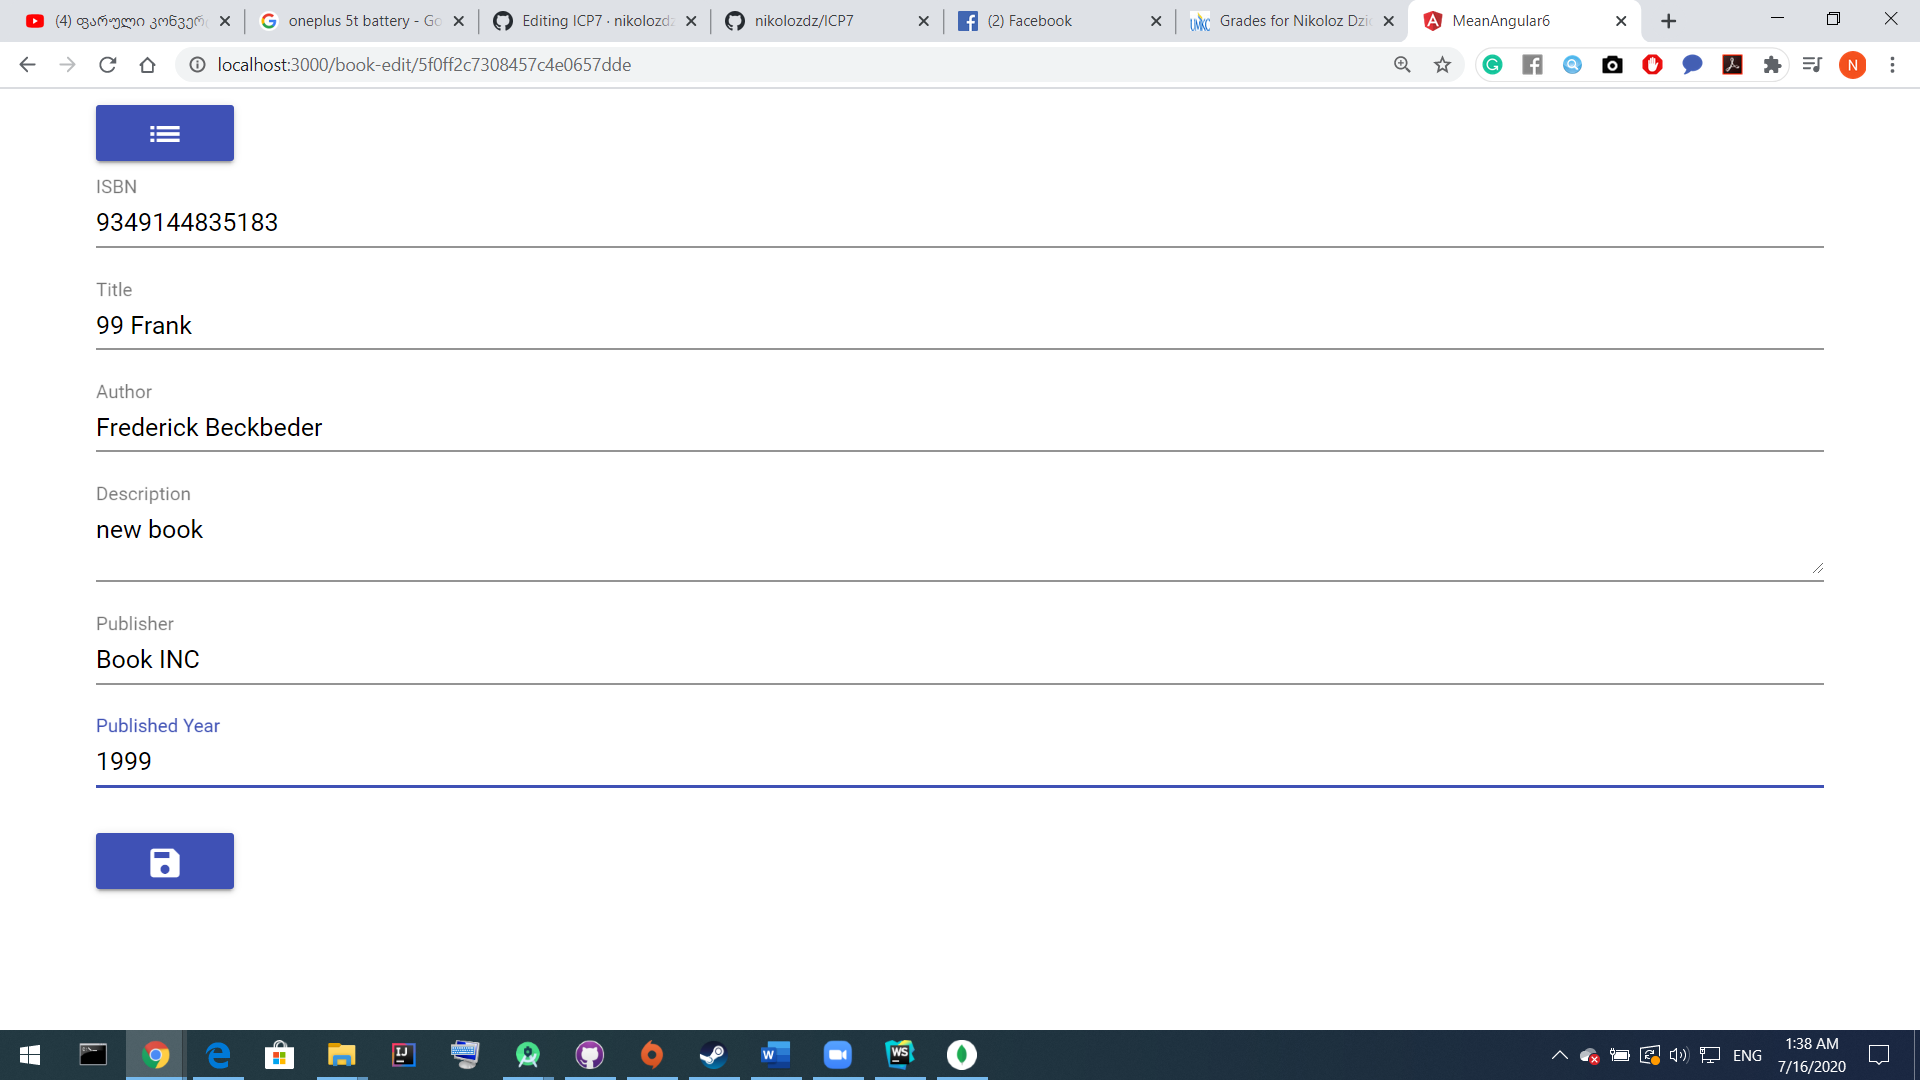 (4) ფარული კონვერ
oneplus 5t battery - Go
Editing ICP7 · nikolozdz
nikolozdz/ICP7
(2) Facebook
Grades for Nikoloz Dzi
MeanAngular6
localhost:3000/book-edit/5f0ff2c7308457c4e0657dde
N
ISBN
9349144835183
Title
99 Frank
Author
Frederick Beckbeder
Description
new book
Publisher
Book INC
Published Year
1999
ENG
1:38 AM
7/16/2020